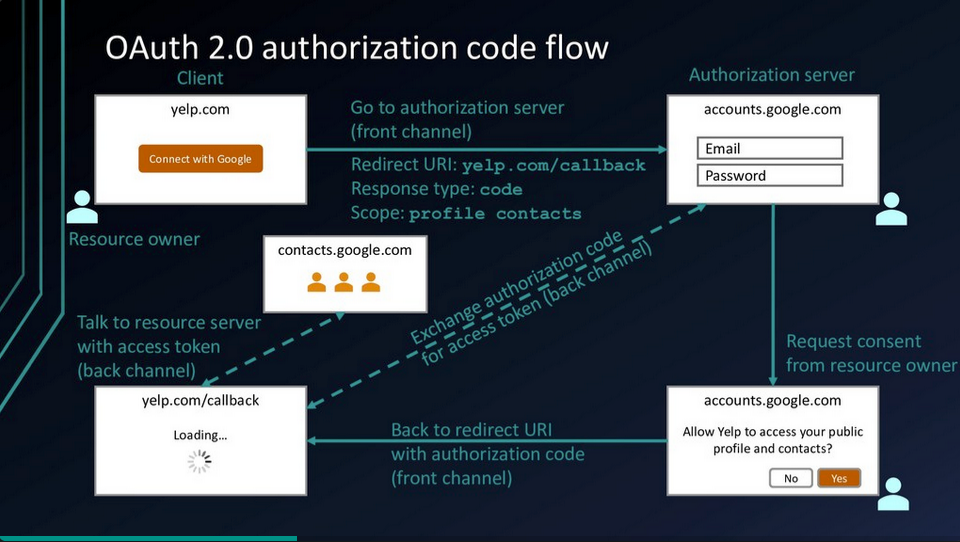 OAuth 2.0 authorization code flow
Client
yelp.com
Connect with Google
Resource owner
Go to authorization server
(front channel)
Redirect URI: yelp.com/callback
Response type: code
Scope: profile contacts
Authorization server
accounts.google.com
Email
Password
contacts.google.com
Exchange authorization code
for access token (back channel)
Talk to resource server
with access token
(back channel)
Request consent
from resource owner
yelp.com/callback
Loading...
Back to redirect URI
with authorization code
(front channel)
accounts.google.com
Allow Yelp to access your public
profile and contacts?
No
Yes